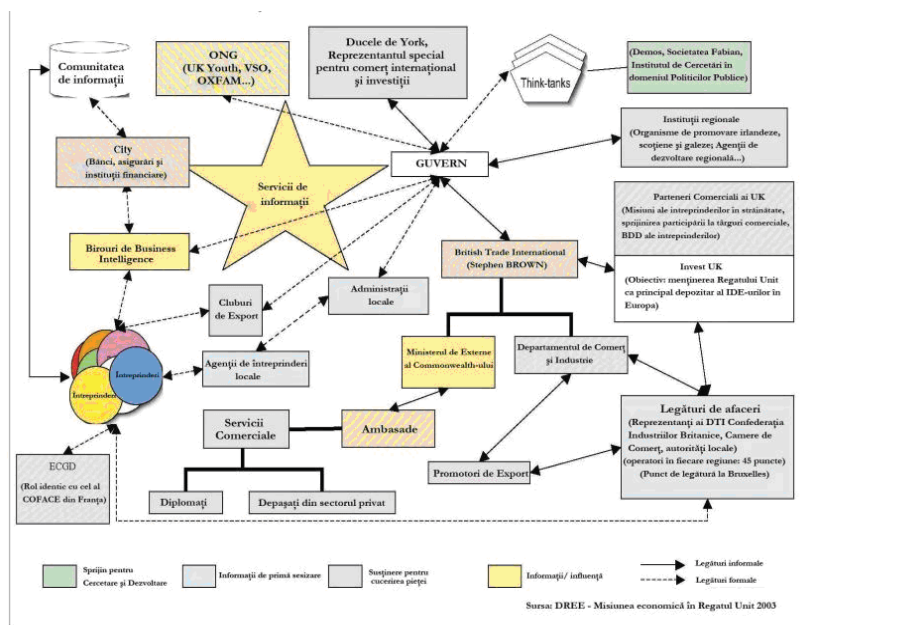 Comunitatea
de informații
ONG
(UK Youth, VSO,
OXFAM...)
Ducele de York,
Reprezentantul special
pentru comerț internațional
și investiții
Think-tanks
(Demos, Societatea Fabian,
Institutul de Cercetări în
domeniul Politicilor Publice)
Instituții regionale
(Organisme de promovare irlandeze,
scoțiene și galeze; Agenții de
dezvoltare regională...)
City
(Bănci, asigurări și
instituții financiare)
Servicii de
informații
GUVERN
Parteneri Comerciali ai UK
(Misiuni ale intreprinderilor în străinătate,
sprijinirea participării la târguri comerciale,
BDD ale intreprinderilor)
Birouri de Business
Intelligence
British Trade International
(Stephen BROWN)
Invest UK
(Obiectiv: menținerea Regatului Unit
ca principal depozitar al IDE-urilor în
Europa)
Cluburi
de Export
Administrații
locale
Agenții de întreprinderi
locale
Ministerul de Externe
al Commonwealth-ului
Departamentul de Comerț
și Industrie
Întreprinderi
Întreprinderi
Servicii
Comerciale
Ambasade
Legături de afaceri
(Reprezentanți ai DTI Confederația
Industriilor Britanice, Camere de
Comerț, autorități locale)
(operatori în fiecare regiune: 45 puncte)
(Punct de legătură la Bruxelles)
ECGD
(Rol identic cu cel al
COFACE din Franța)
Promotori de Export
Diplomați
Depașați din sectorul privat
Sprijin pentru
Cercetare și Dezvoltare
Informații de primă sesizare
Susținere pentru
cucerirea pieței
Informații/ influență
Legături informale
Legături formale
Sursa: DREE - Misiunea economică în Regatul Unit 2003